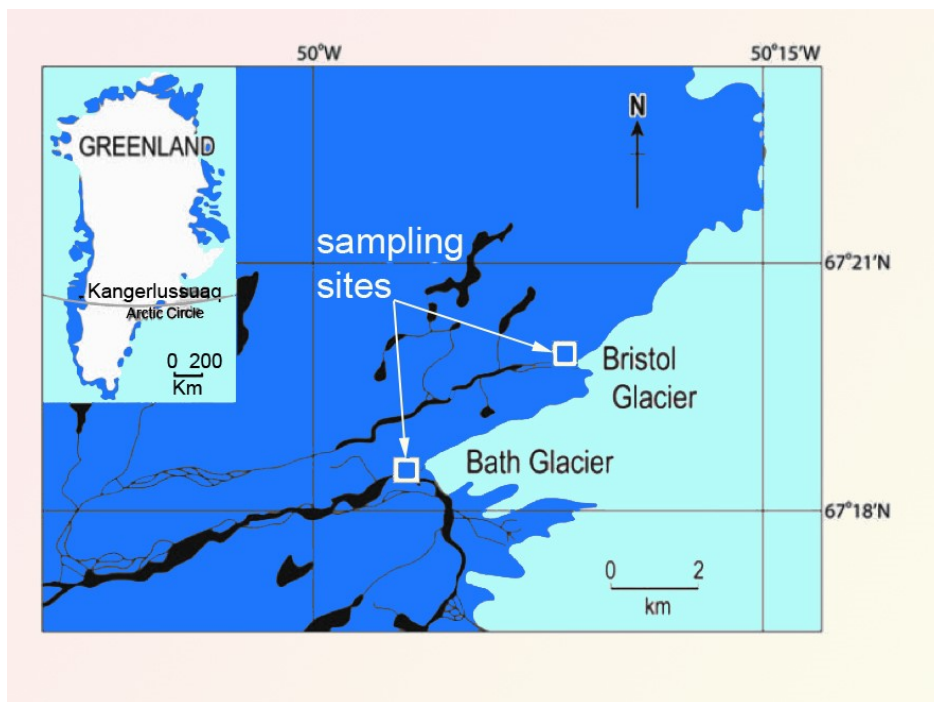 50°W
50°15'W
GREENLAND
N
sampling
sites
67°21'N
Kangerlussuaq
Arctic Circle
0 200
Km
Bristol
Glacier
Bath Glacier
67°18'N
0 2
km